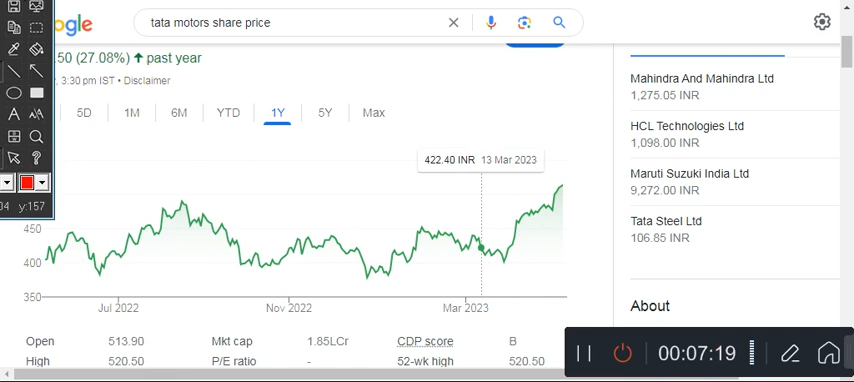 ogle
tata motors share price
.50 (27.08%) ↑ past year
, 3:30 pm IST • Disclaimer
5D 1M 6M YTD 1Y 5Y Max
422.40 INR 13 Mar 2023
450
400
350
Jul 2022 Nov 2022 Mar 2023
Open 513.90 Mkt cap 1.85LCr CDP score B
High 520.50 P/E ratio - 52-wk high 520.50
Mahindra And Mahindra Ltd
1,275.05 INR
HCL Technologies Ltd
1,098.00 INR
Maruti Suzuki India Ltd
9,272.00 INR
Tata Steel Ltd
106.85 INR
About
A
?
04 y:157
00:07:19